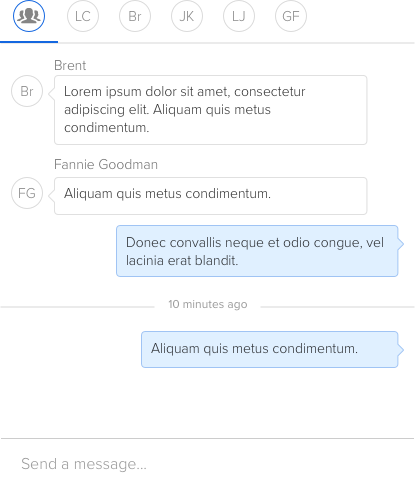 LC Br JK LJ GF
Brent
Br
Lorem ipsum dolor sit amet, consectetur
adipiscing elit. Aliquam quis metus
condimentum.
Fannie Goodman
FG
Aliquam quis metus condimentum.
Donec convallis neque et odio congue, vel
lacinia erat blandit.
10 minutes ago
Aliquam quis metus condimentum.
Send a message...